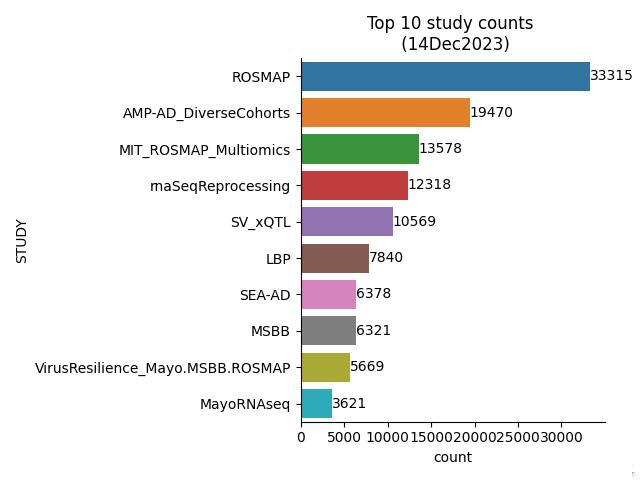 Top 10 study counts
(14Dec2023)
ROSMAP 33315
AMP-AD_DiverseCohorts 19470
MIT_ROSMAP_Multiomics 13578
rnaSeqReprocessing 12318
SV_xQTL 10569
LBP 7840
SEA-AD 6378
MSBB 6321
VirusResilience_Mayo.MSBB.ROSMAP 5669
MayoRNAseq 3621
STUDY
0 5000 10000 15000 20000 25000 30000
count